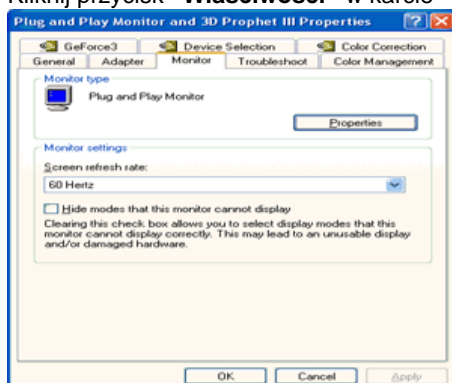 Kliknij przycisk "Właściwości" w karcie
Plug and Play Monitor and 3D Prophet III Properties
GeForce3 Device Selection Color Correction
General Adapter Monitor Troubleshoot Color Management
Monitor type
Plug and Play Monitor
Properties
Monitor settings
Screen refresh rate:
60 Hertz
Hide modes that this monitor cannot display
Clearing this check box allows you to select display modes that this
monitor cannot display correctly. This may lead to an unusable display
and/or damaged hardware.
OK Cancel Apply